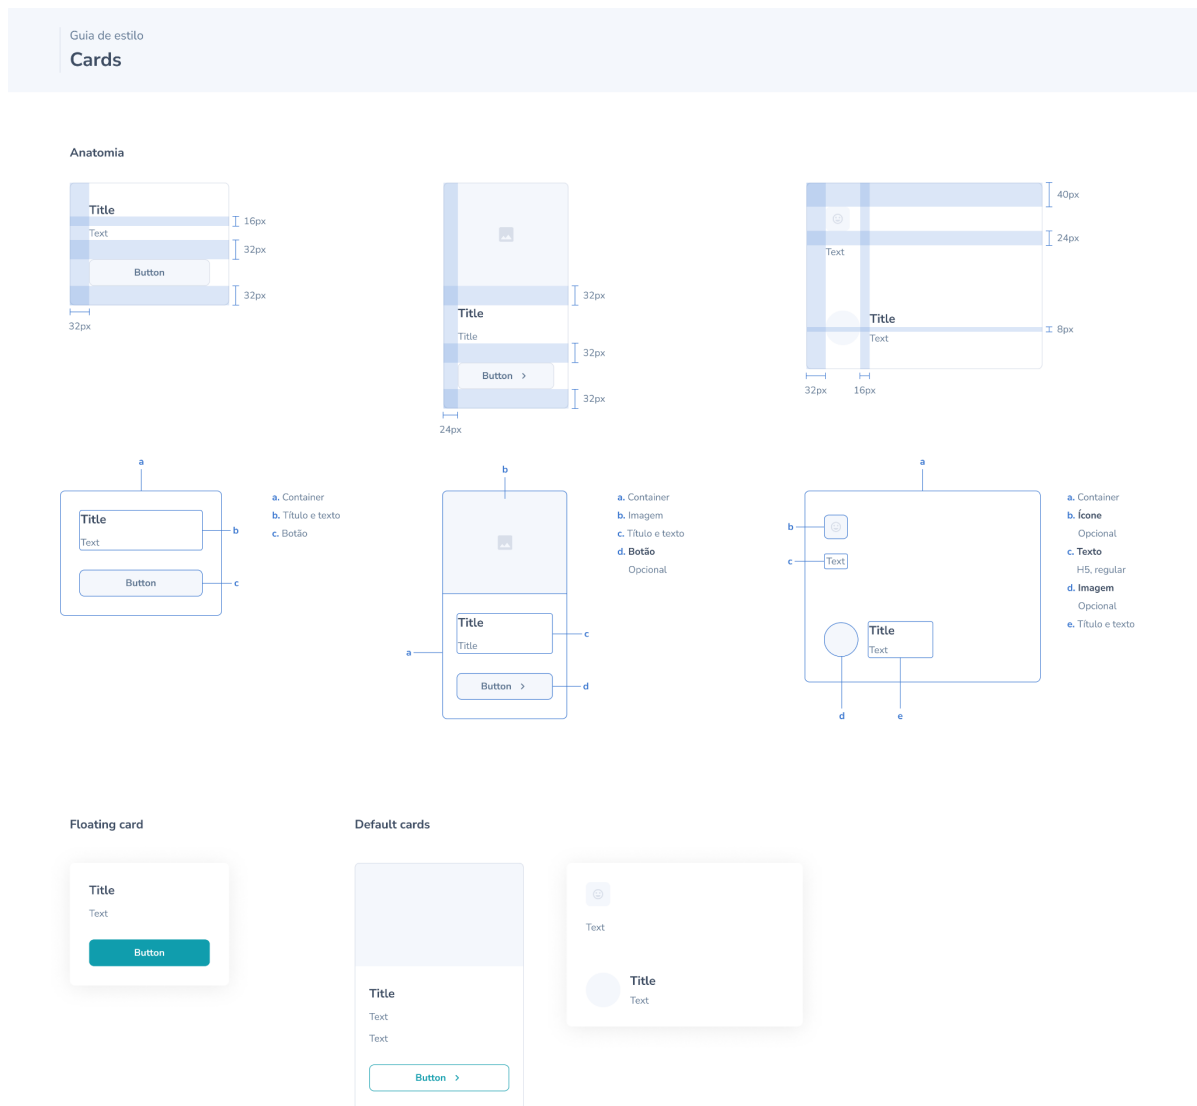 Guia de estilo
Cards
Anatomia
Title
16px
Text
32px
Button
32px
32px
32px
Title
Title
32px
Button
32px
24px
40px
24px
Text
Title
8px
Text
32px
16px
a
Title
Text
b
Button
c
a. Container
b. Título e texto
c. Botão
b
Title
Title
c
a
Button
d
a. Container
b. Imagem
c. Título e texto
d. Botão
Opcional
a
b
c
Text
Title
Text
d
e
a. Container
b. Ícone
Opcional
c. Texto
H5, regular
d. Imagem
Opcional
e. Título e texto
Floating card
Title
Text
Button
Default cards
Title
Text
Text
Button
Text
Title
Text